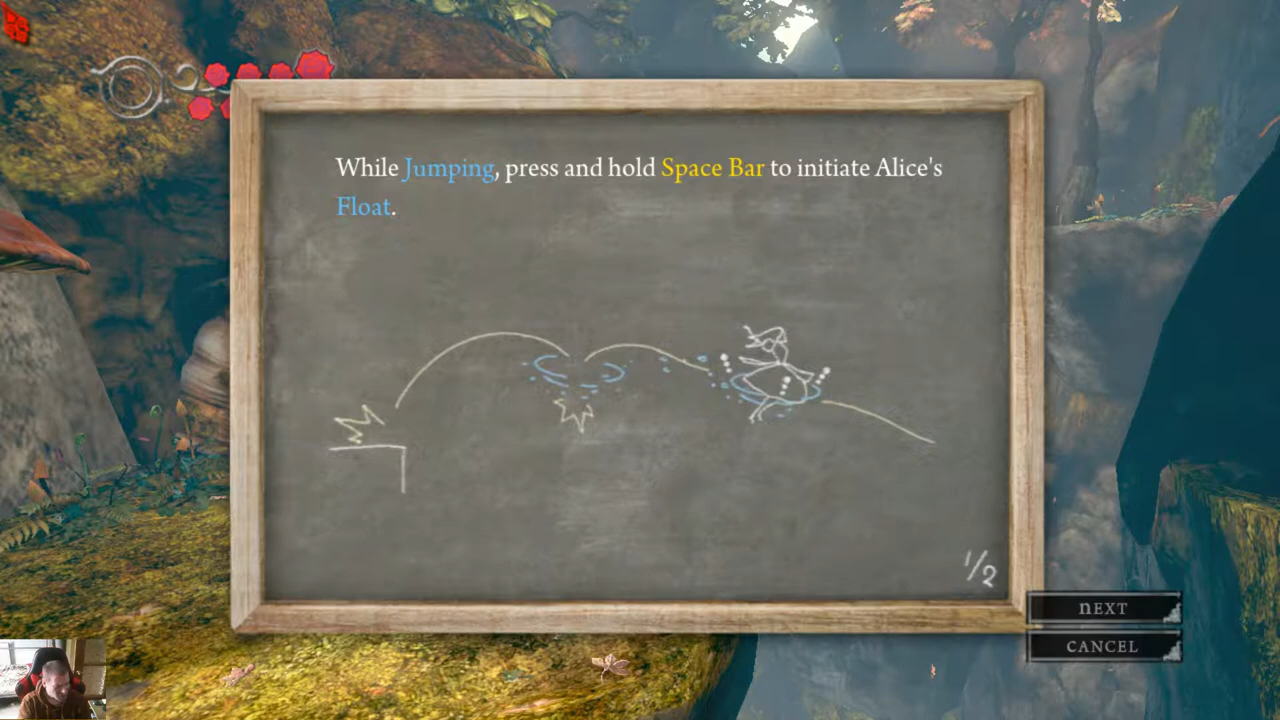 While Jumping, press and hold Space Bar to initiate Alice's
Float.
1/2
NEXT
CANCEL